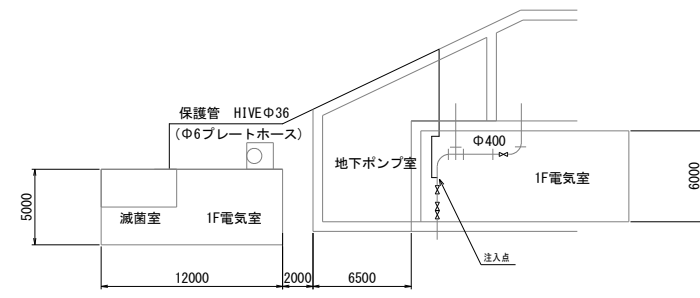 保護管 HIVEΦ36
(Φ6ブレートホース)
Φ400
地下ポンプ室
1F電気室
滅菌室
1F電気室
5000
6000
注入点
12000
2000
6500